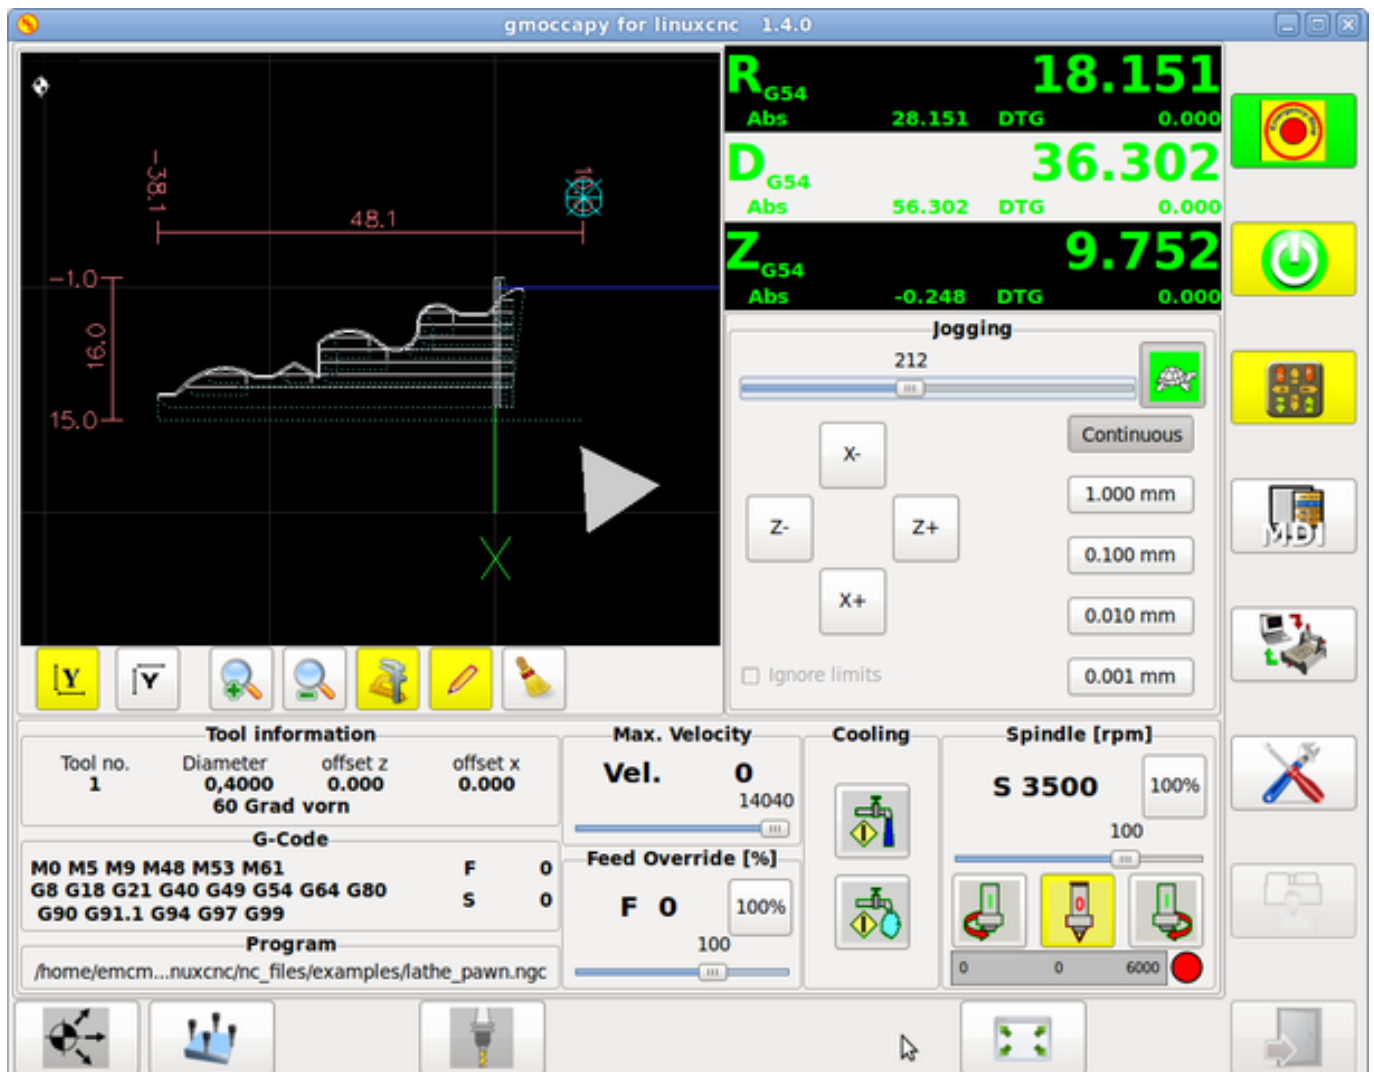 gmoccapy for linuxcnc 1.4.0
R G54 18.151
Abs 28.151 DTG 0.000
D G54 36.302
Abs 56.302 DTG 0.000
Z G54 9.752
Abs -0.248 DTG 0.000
-38.1
48.1
-1.0
16.0
15.0
X
Jogging
212
Continuous
X-
1.000 mm
Z- Z+
0.100 mm
X+
0.010 mm
Ignore limits
0.001 mm
Y Y
MDI
Tool information
Tool no. Diameter offset z offset x
1 0,4000 0.000 0.000
60 Grad vorn
G-Code
M0 M5 M9 M48 M53 M61 F 0
G8 G18 G21 G40 G49 G54 G64 G80 S 0
G90 G91.1 G94 G97 G99
Program
/home/emcm...nuxcnc/nc_files/examples/lathe_pawn.ngc
Max. Velocity
Vel. 0
14040
Feed Override [%]
F 0 100%
100
Cooling
Spindle [rpm]
S 3500 100%
100
0 0 6000